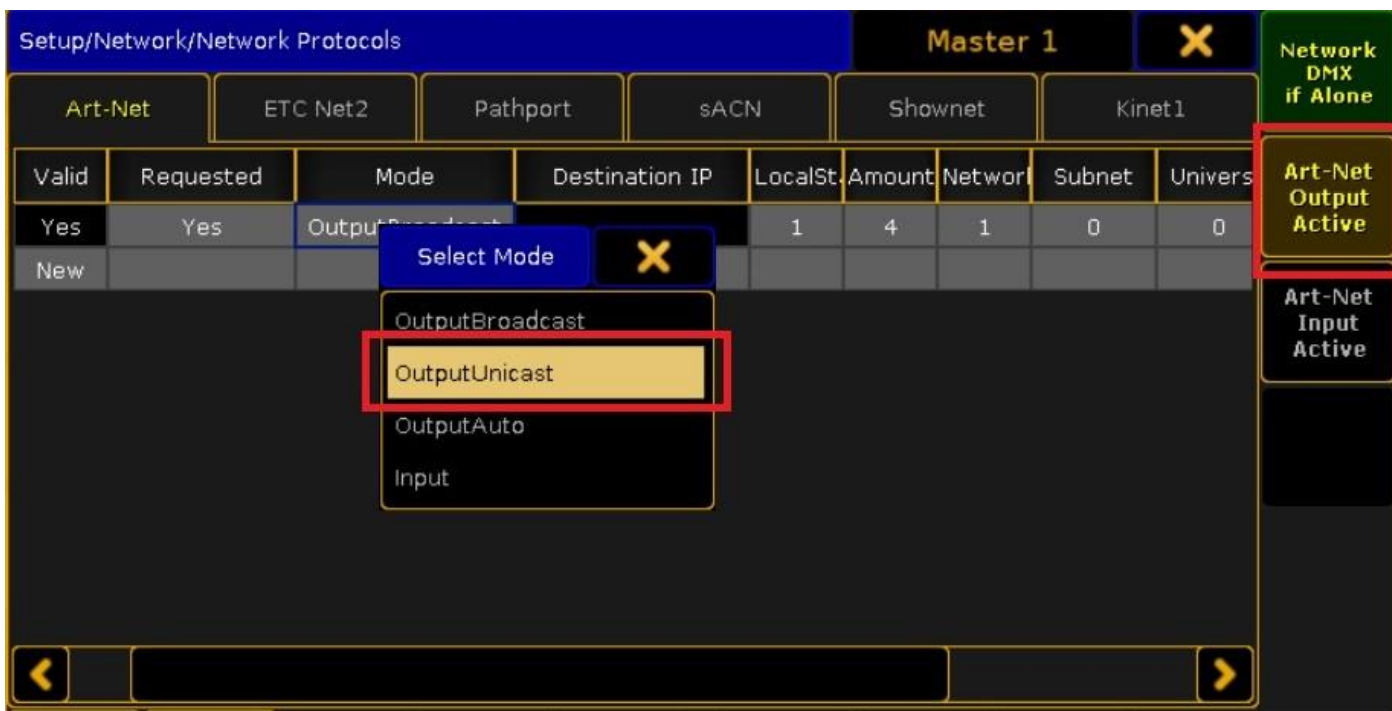 Setup/Network/Network Protocols
Master 1
Network
DMX
if Alone
Art-Net
ETC Net2
Pathport
sACN
Shownet
Kinet1
Valid
Requested
Mode
Destination IP
LocalSt.
Amount
Networ
Subnet
Univers
Art-Net
Output
Active
Yes
Yes
1
4
1
0
0
New
Select Mode
OutputBroadcast
OutputUnicast
OutputAuto
Input
Art-Net
Input
Active